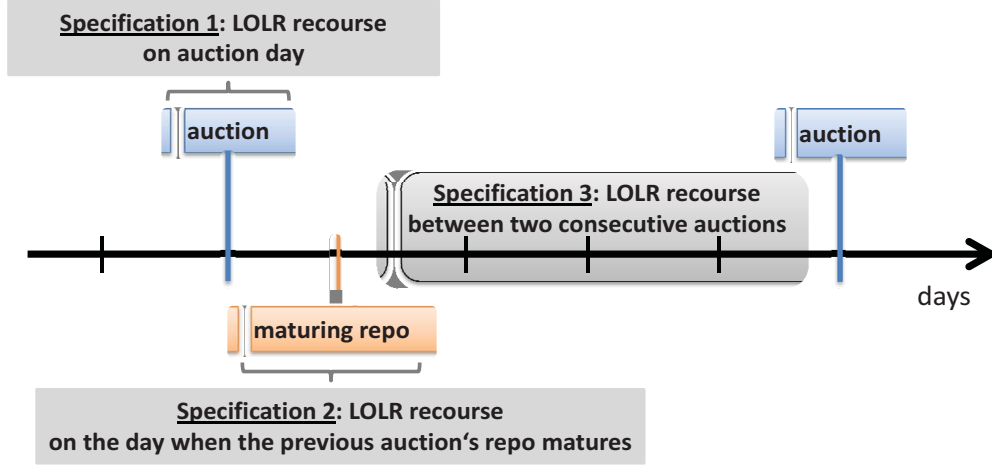 Specification 1: LOLR recourse
on auction day
auction
auction
Specification 3: LOLR recourse
between two consecutive auctions
days
maturing repo
Specification 2: LOLR recourse
on the day when the previous auction‘s repo matures